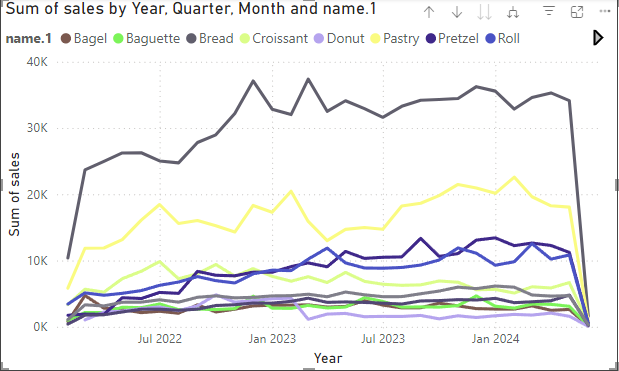 Sum of sales by Year, Quarter, Month and name.1
name.1 Bagel Baguette Bread Croissant Donut Pastry Pretzel Roll
40K
30K
20K
10K
0K
Sum of sales
Jul 2022 Jan 2023 Jul 2023 Jan 2024
Year